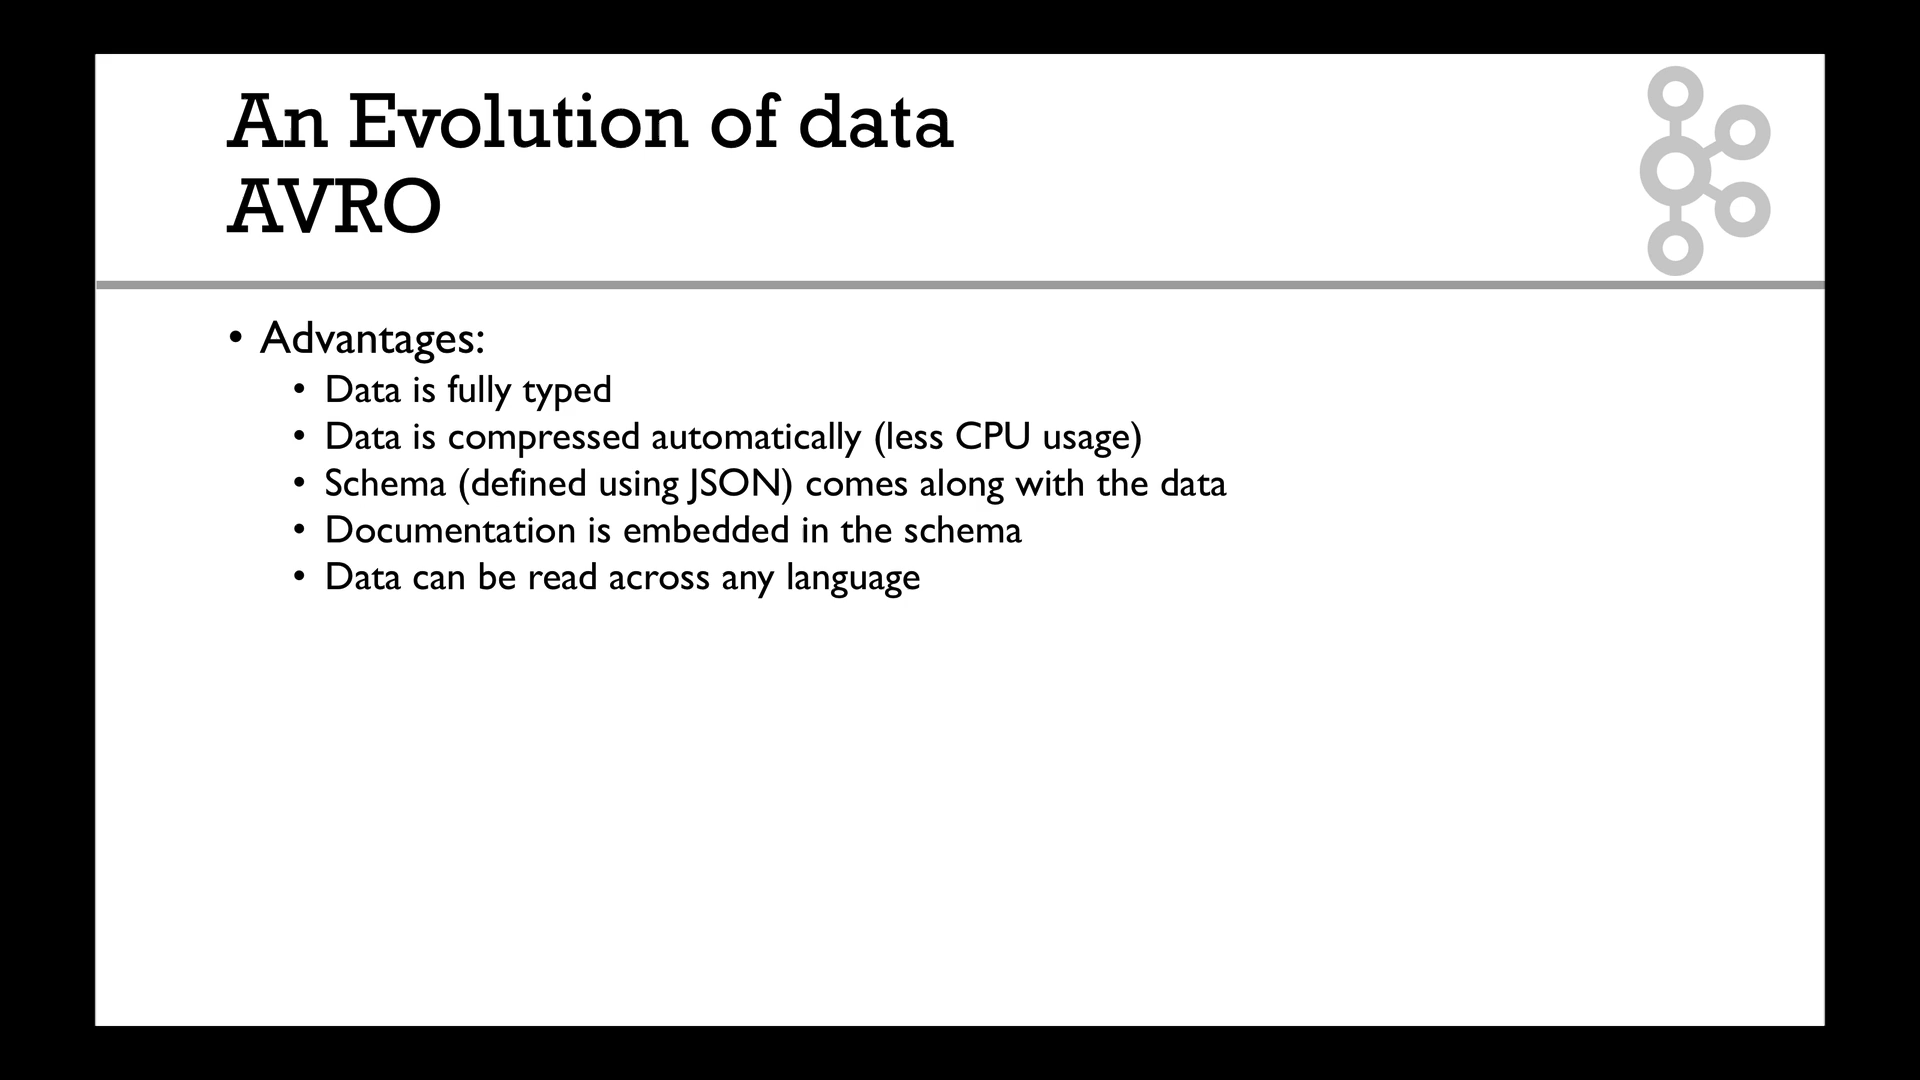 An Evolution of data
AVRO
• Advantages:
• Data is fully typed
• Data is compressed automatically (less CPU usage)
• Schema (defined using JSON) comes along with the data
• Documentation is embedded in the schema
• Data can be read across any language